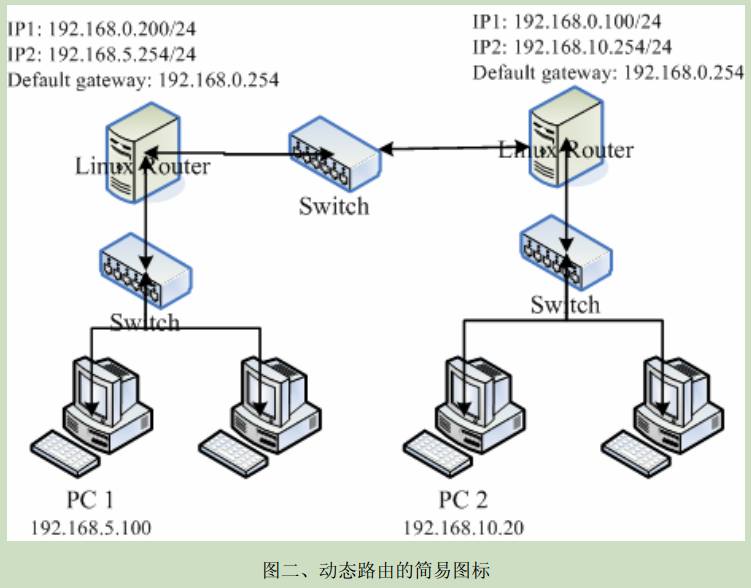 IP1: 192.168.0.200/24
IP2: 192.168.5.254/24
Default gateway: 192.168.0.254
IP1: 192.168.0.100/24
IP2: 192.168.10.254/24
Default gateway: 192.168.0.254
Linux Router
Switch
Linux Router
Switch
Switch
PC 1
192.168.5.100
PC 2
192.168.10.20
图二、动态路由的简易图标